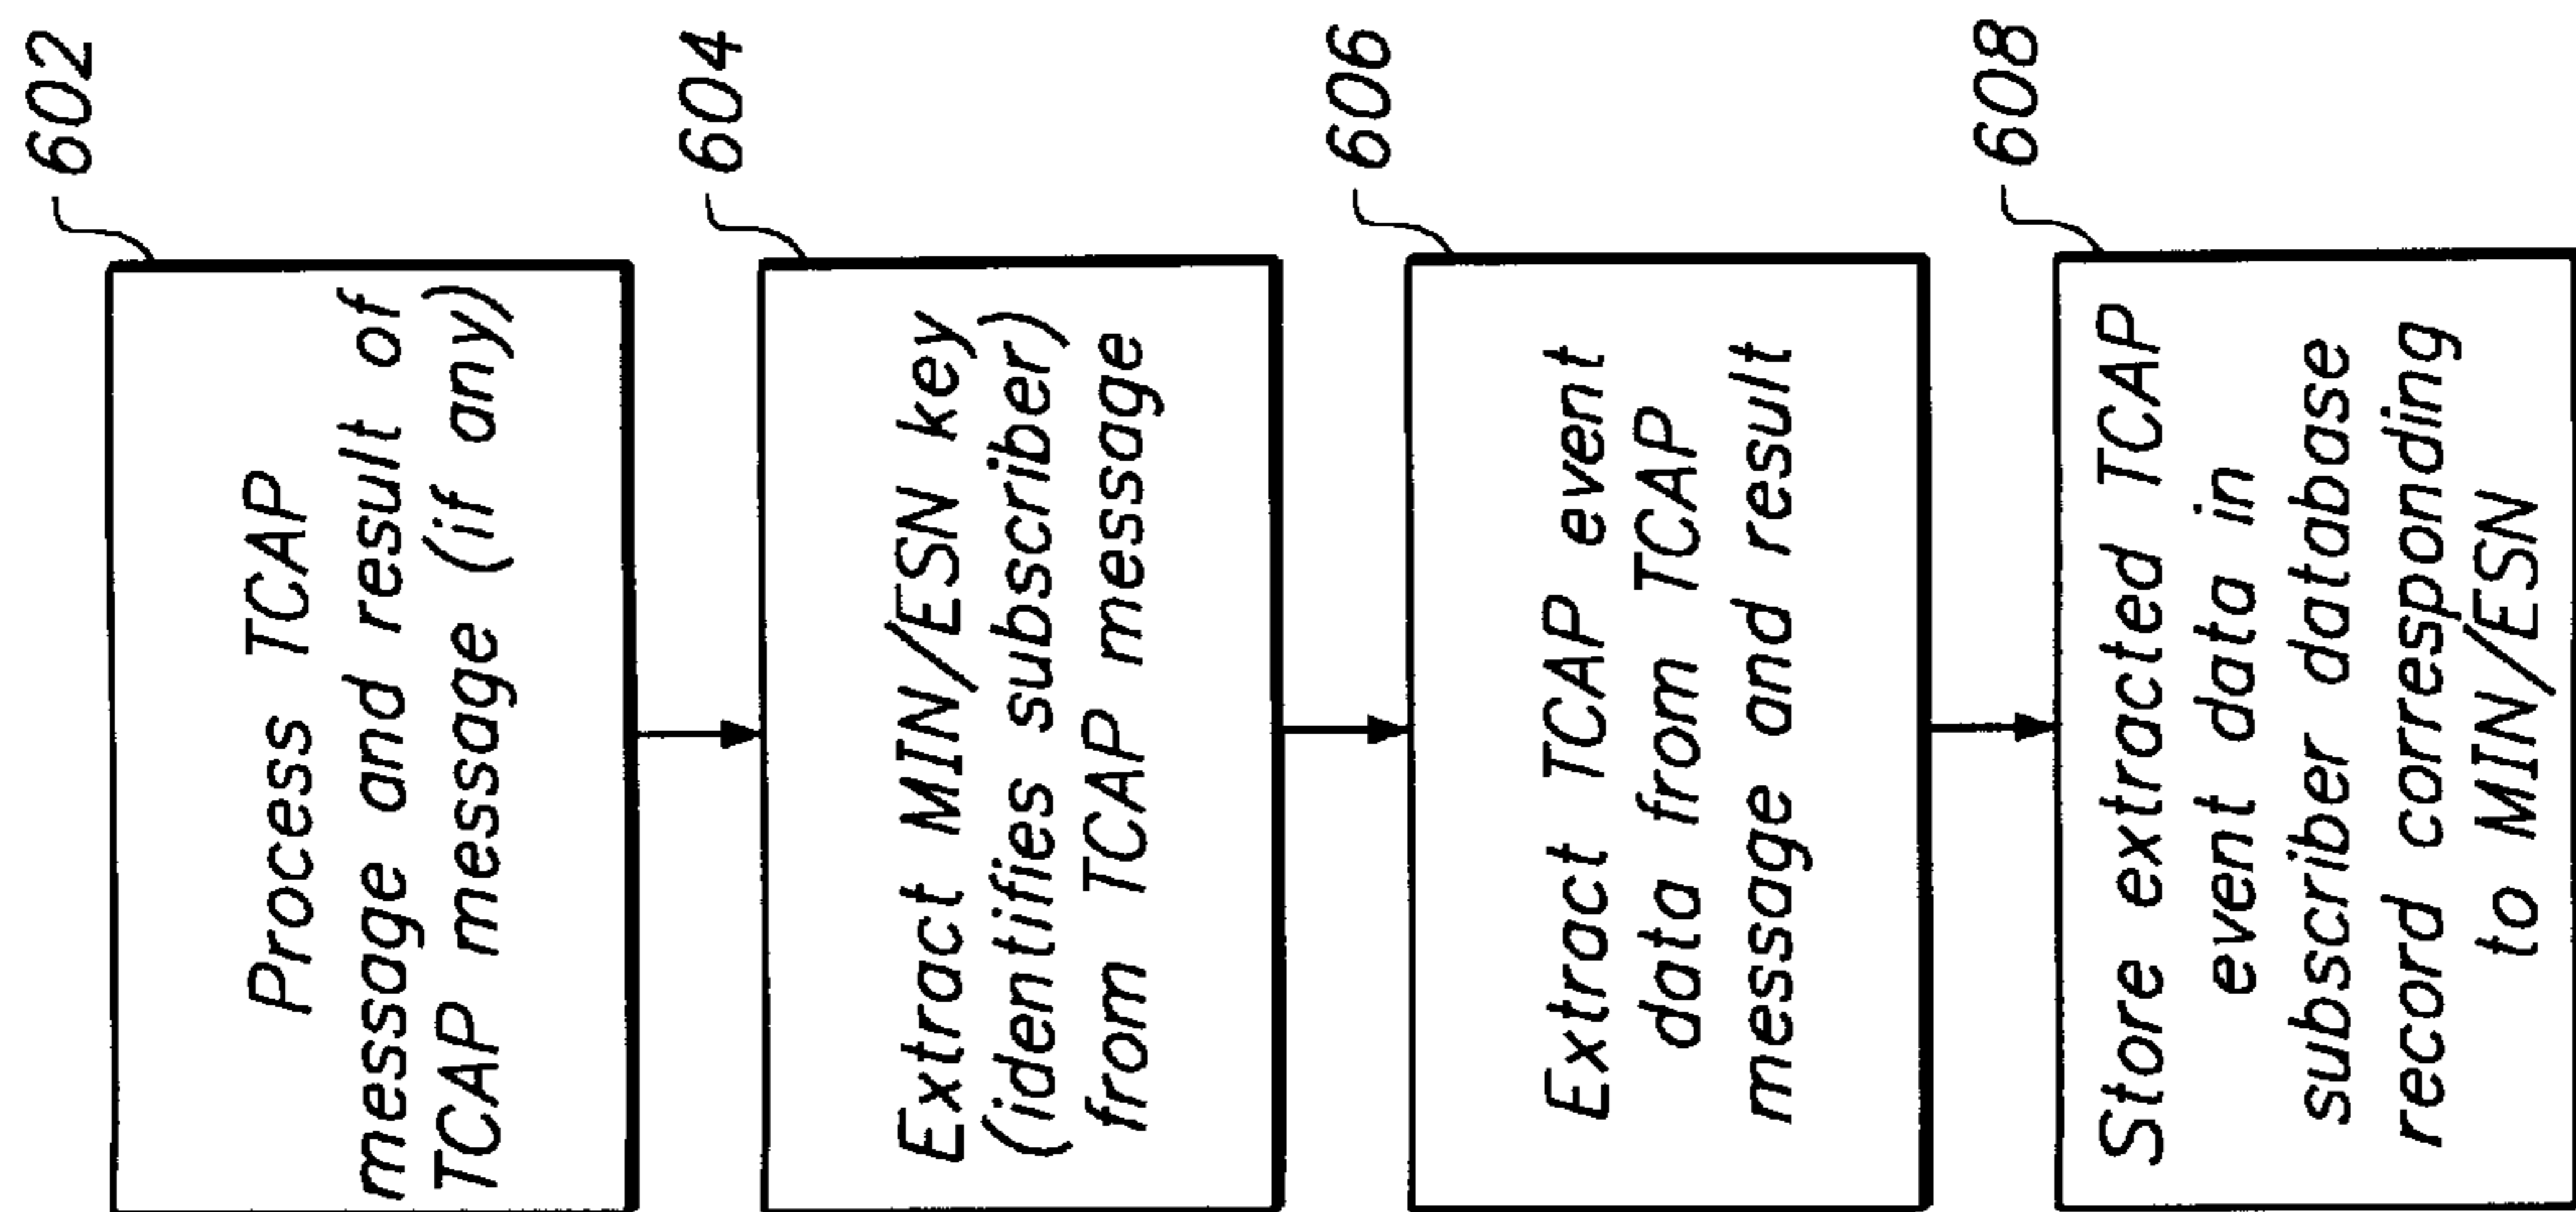 602
Process TCAP
message and result of
TCAP message (if any)
604
Extract MIN/ESN key
(identifies subscriber)
from TCAP message
606
Extract TCAP event
data from TCAP
message and result
608
Store extracted TCAP
event data in
subscriber database
record corresponding
to MIN/ESN